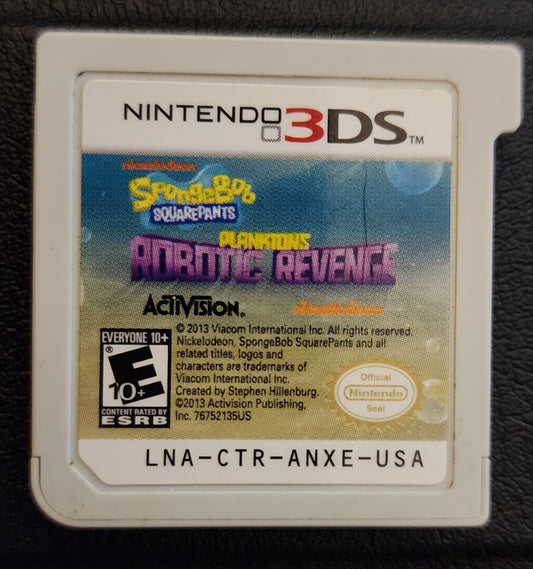 NINTENDO 3DS™
nickelodeon
SpongeBob
SQUAREPANTS
PLANKTONS
ROBOTIC REVENGE
ACTIVISION.
nickelodeon
EVERYONE 10+
E
10+
CONTENT RATED BY
ESRB
© 2013 Viacom International Inc. All rights reserved.
Nickelodeon, SpongeBob SquarePants and all
related titles, logos and
characters are trademarks of
Viacom International Inc.
Created by Stephen Hillenburg.
©2013 Activision Publishing,
Inc. 76752135US
Official
Nintendo
Seal
LNA-CTR-ANXE-USA